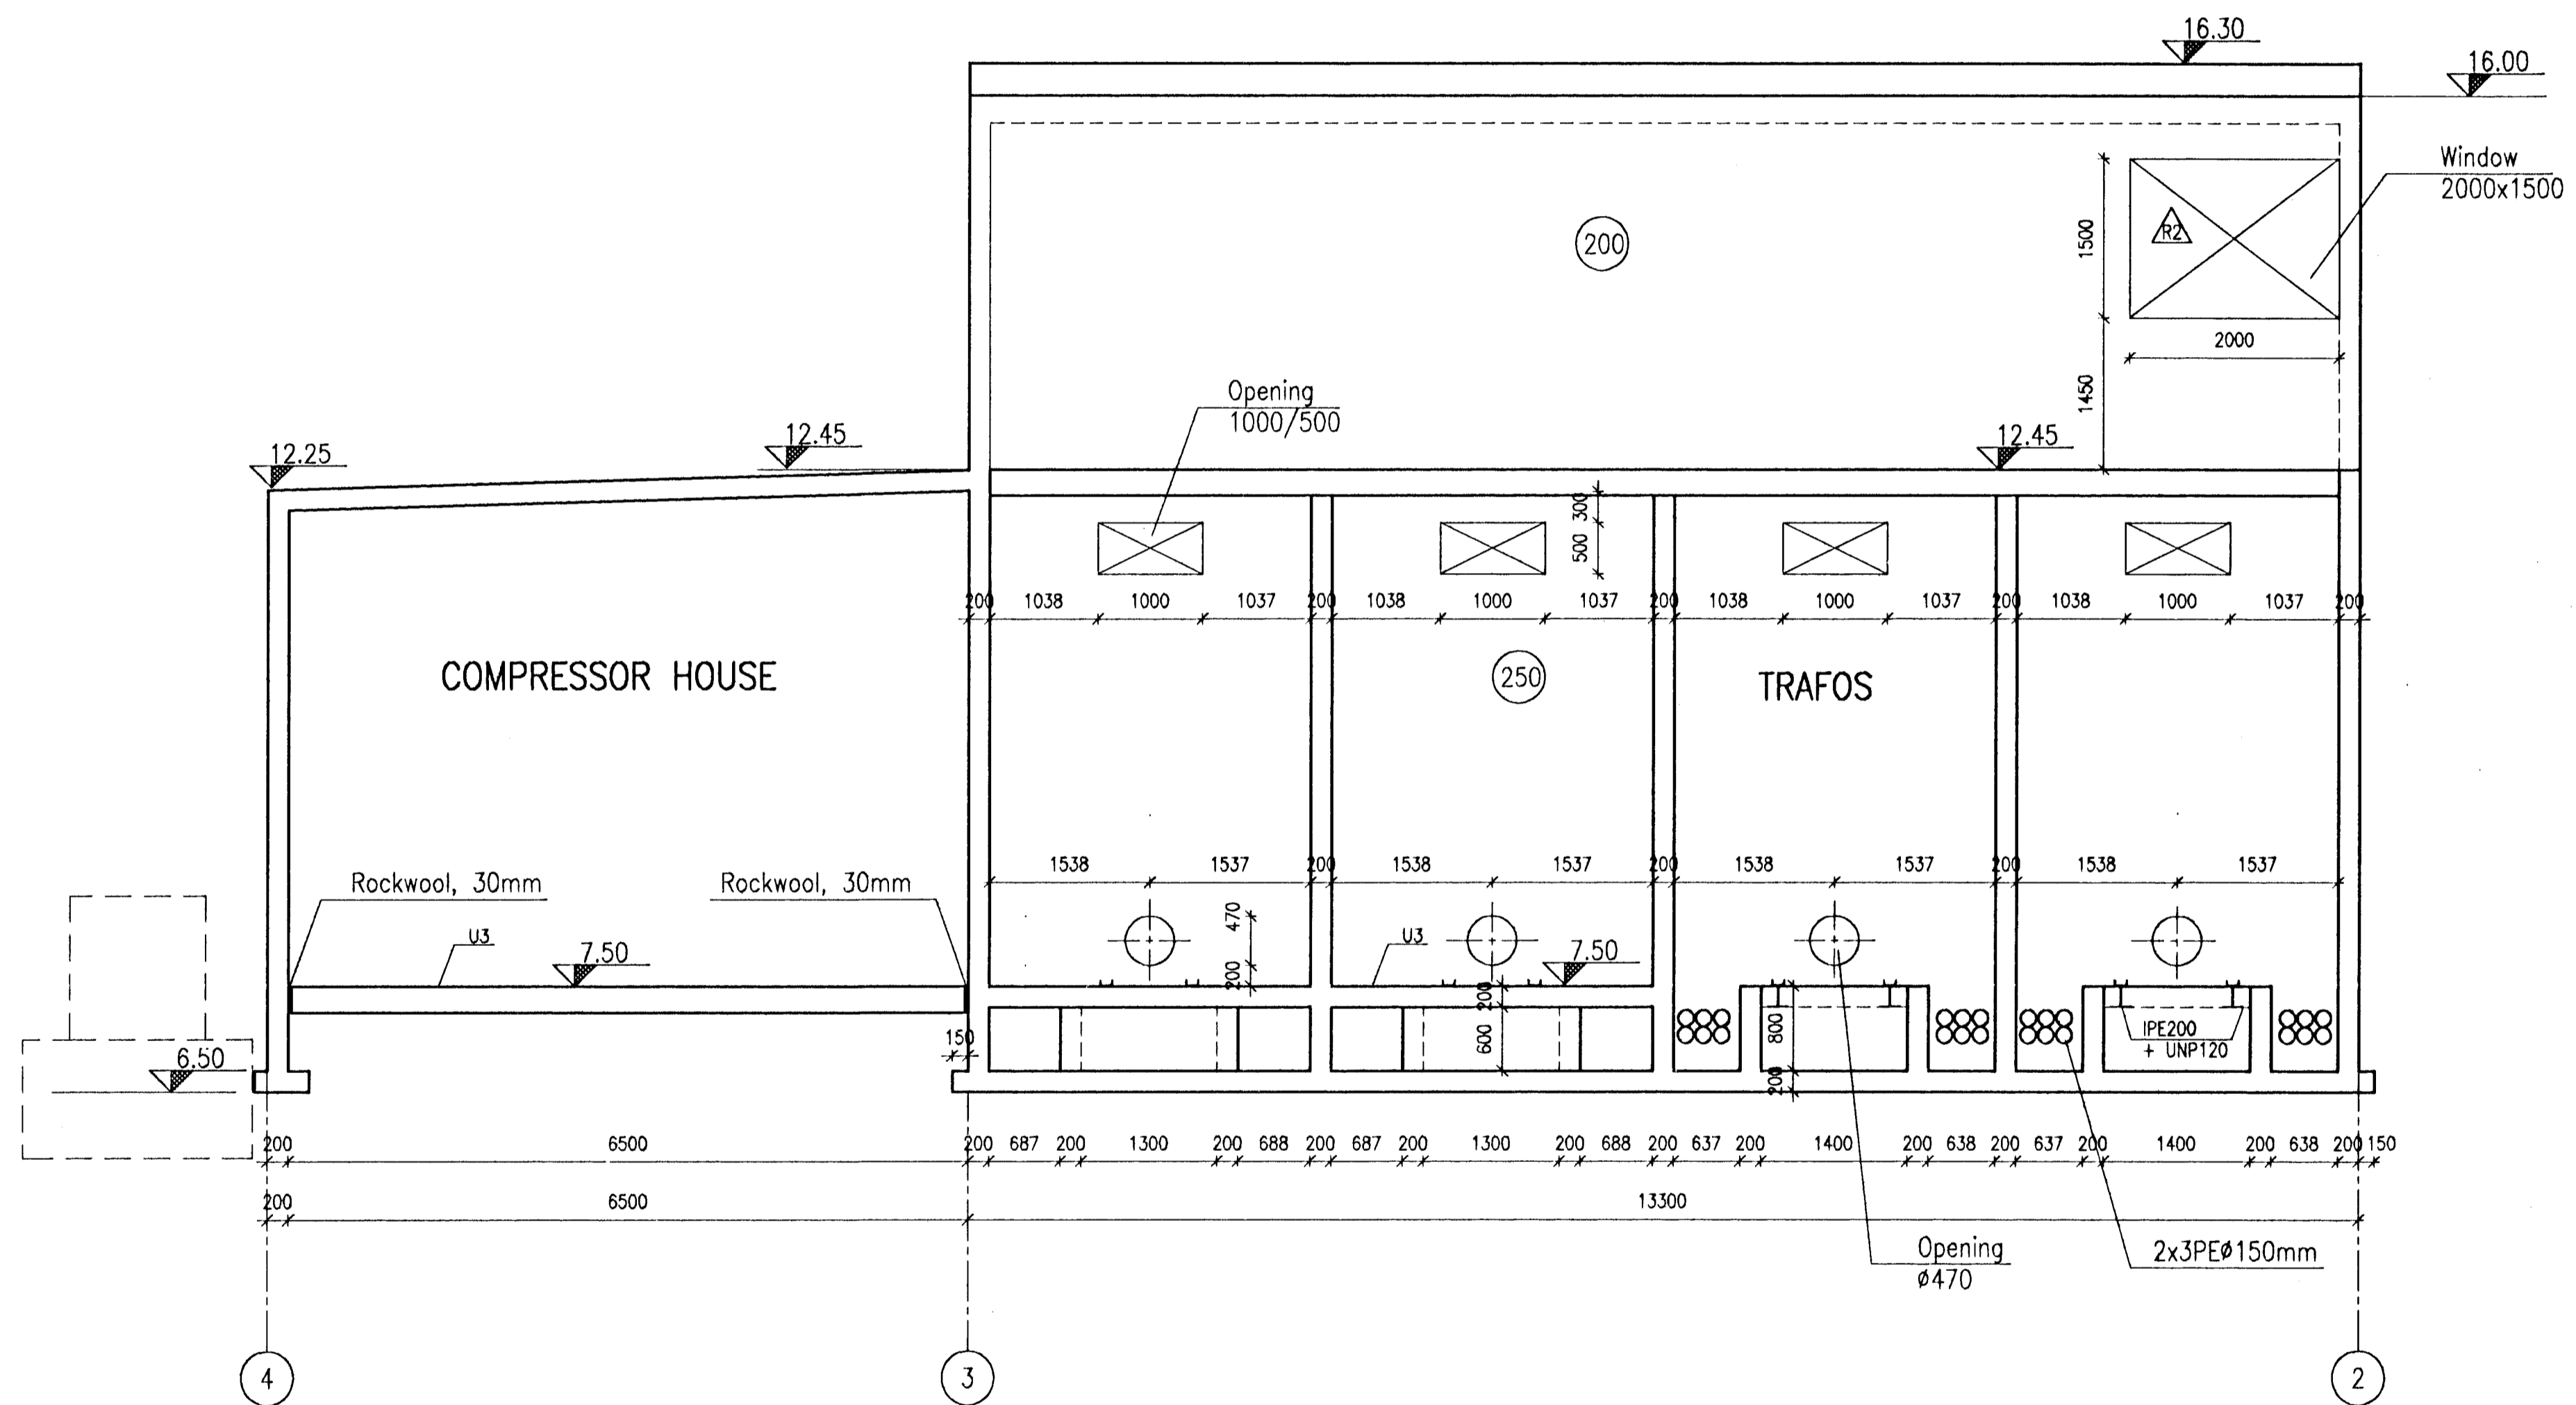 16.30
16.00
Window
2000x1500
R2
200
1500
2000
1450
Opening
1000/500
12.25
12.45
12.45
300
500
200 1038 1000 1037 200 1038 1000 1037 200 1038 1000 1037 200 1038 1000 1037 200
COMPRESSOR HOUSE
250
TRAFOS
1538 1537 200 1538 1537 200 1538 1537 200 1538 1537
Rockwool, 30mm
Rockwool, 30mm
470
200
U3
7.50
U3
7.50
200
600
800
200
IPE200
+ UNP120
150
6.50
200 6500 200 687 200 1300 200 688 200 687 200 1300 200 688 200 637 200 1400 200 638 200 637 200 1400 200 638 200 150
200 6500 13300
Opening
ø470
2x3PEø150mm
4
3
2